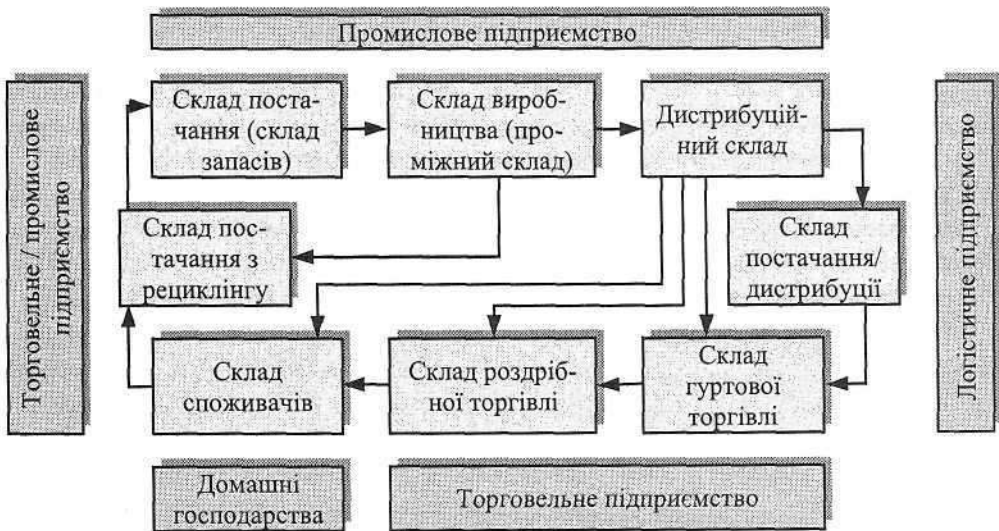 Промислове підприємство
Торговельне / промислове
підприємство
Склад поста-
чання (склад
запасів)
Склад вироб-
ництва (про-
міжний склад)
Дистрибуцій-
ний склад
Логістичне підприємство
Склад пос-
тачання з
рециклінгу
Склад
постачання/
дистрибуції
Склад
споживачів
Склад роздріб-
ної торгівлі
Склад
гуртової
торгівлі
Домашні
господарства
Торговельне підприємство